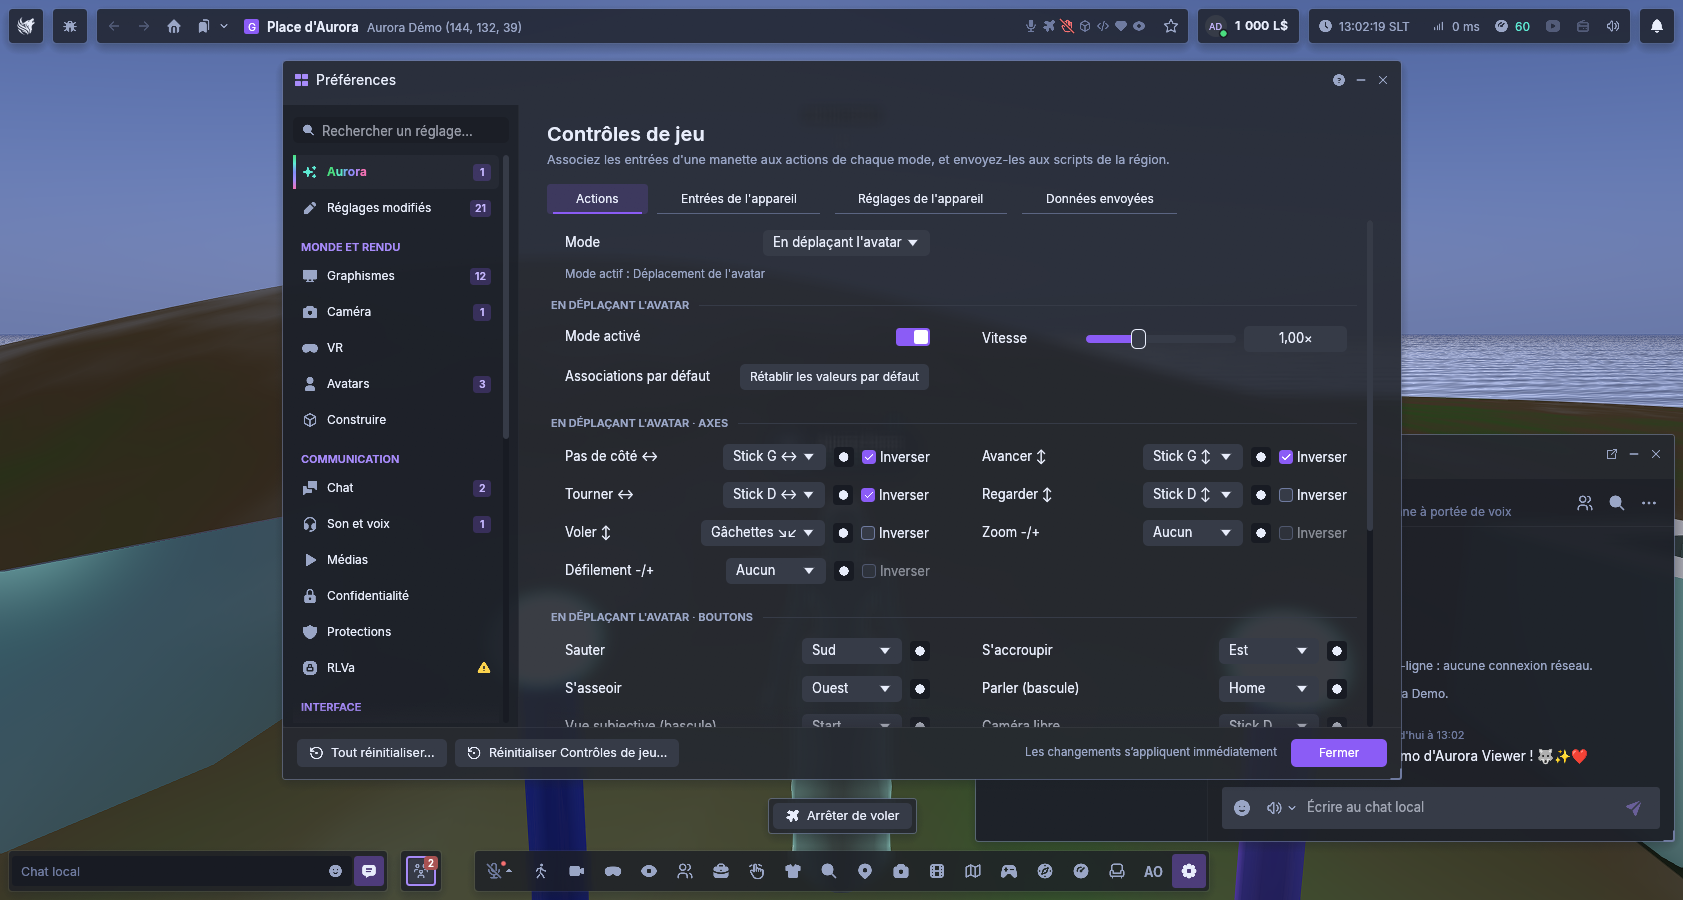 G Place d'Aurora Aurora Démo (144, 132, 39)
AD 1 000 L$
13:02:19 SLT 0 ms 60
Préférences
Rechercher un réglage...
Aurora 1
Réglages modifiés 21
MONDE ET RENDU
Graphismes 12
Caméra 1
VR
Avatars 3
Construire
COMMUNICATION
Chat 2
Son et voix 1
Médias
Confidentialité
Protections
RLVa
INTERFACE
Contrôles de jeu
Associez les entrées d'une manette aux actions de chaque mode, et envoyez-les aux scripts de la région.
Actions Entrées de l'appareil Réglages de l'appareil Données envoyées
Mode En déplaçant l'avatar
Mode actif : Déplacement de l'avatar
EN DÉPLAÇANT L'AVATAR
Mode activé Vitesse 1,00×
Associations par défaut Rétablir les valeurs par défaut
EN DÉPLAÇANT L'AVATAR · AXES
Pas de côté ↔ Stick G ↔ Inverser Avancer ↕ Stick G ↕ Inverser
Tourner ↔ Stick D ↔ Inverser Regarder ↕ Stick D ↕ Inverser
Voler ↕ Gâchettes ↘↙ Inverser Zoom -/+ Aucun Inverser
Défilement -/+ Aucun Inverser
EN DÉPLAÇANT L'AVATAR · BOUTONS
Sauter Sud S'accroupir Est
S'asseoir Ouest Parler (bascule) Home
Vue subjective (bascule) Start Caméra libre Stick D
Tout réinitialiser... Réinitialiser Contrôles de jeu... Les changements s'appliquent immédiatement Fermer
ne à portée de voix
-ligne : aucune connexion réseau.
a Demo.
d'hui à 13:02
mo d'Aurora Viewer ! 🐺✨❤️
Écrire au chat local
Arrêter de voler
Chat local
2
AO